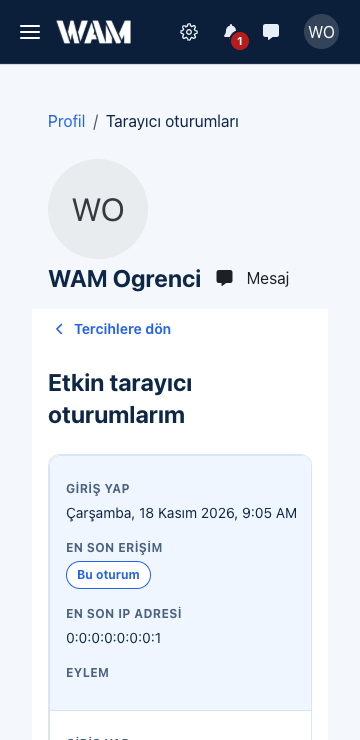 WAM
1
WO
Profil / Tarayıcı oturumları
WO
WAM Ogrenci
Mesaj
Tercihlere dön
Etkin tarayıcı
oturumlarım
GİRİŞ YAP
Çarşamba, 18 Kasım 2026, 9:05 AM
EN SON ERİŞİM
Bu oturum
EN SON IP ADRESİ
0:0:0:0:0:0:0:1
EYLEM